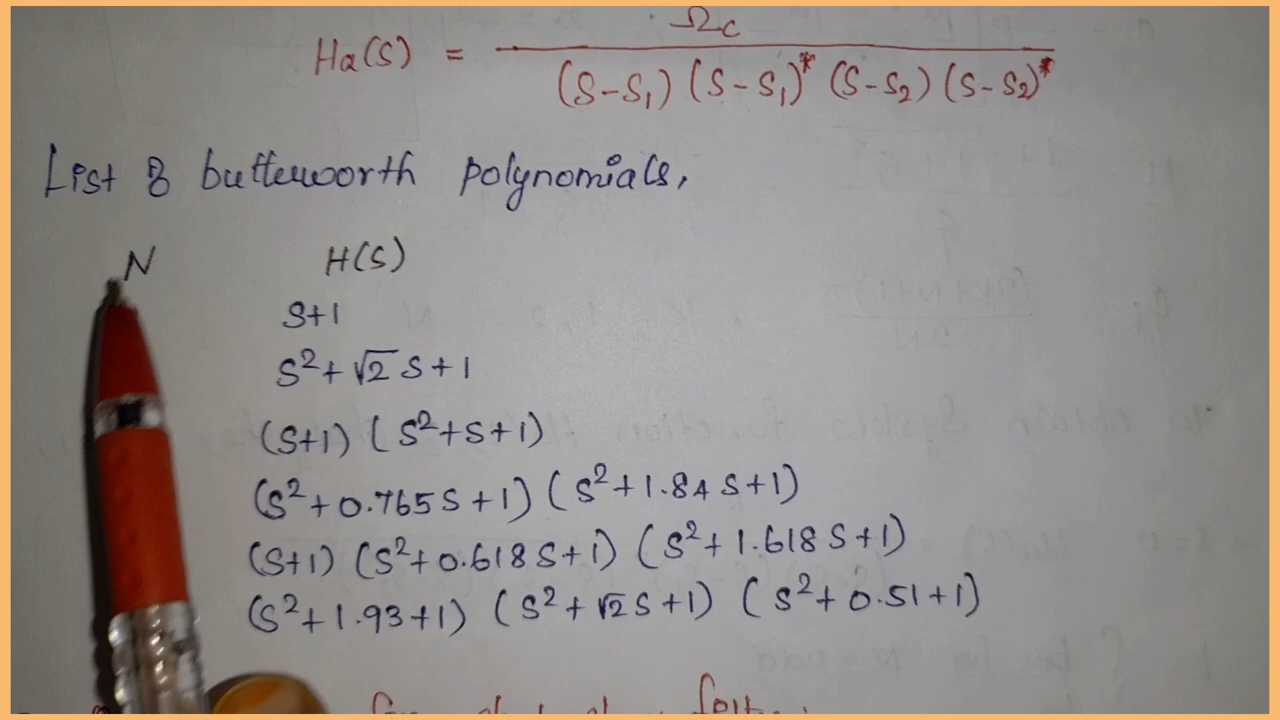 Ωc
Ha(S) = (S-S₁) (S-S₁)* (S-S₂) (S-S₂)*
List of butterworth polynomials,
N H(S)
S+1
S²+√2 S+1
(S+1) (S²+S+1)
(S²+0.765S+1) (S²+1.84S+1)
(S+1) (S²+0.618S+1) (S²+1.618S+1)
(S²+1.93+1) (S²+√2S+1) (S²+0.51+1)